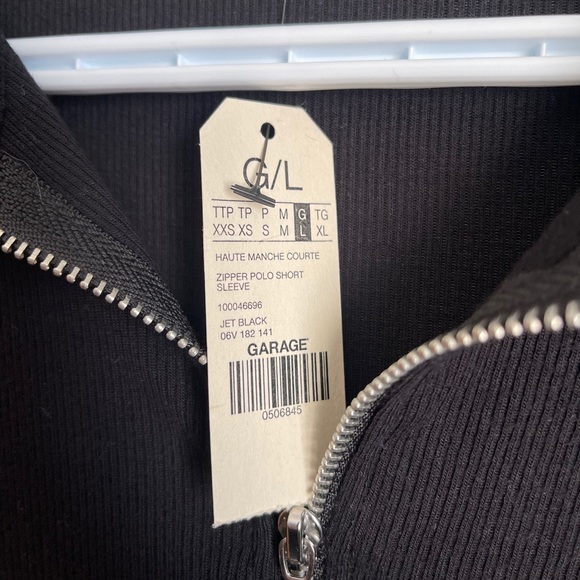 G/L
TTP TP P M G TG
XXS XS S M L XL
HAUTE MANCHE COURTE
ZIPPER POLO SHORT
SLEEVE
100046696
JET BLACK
06V 182 141
GARAGE
0506845